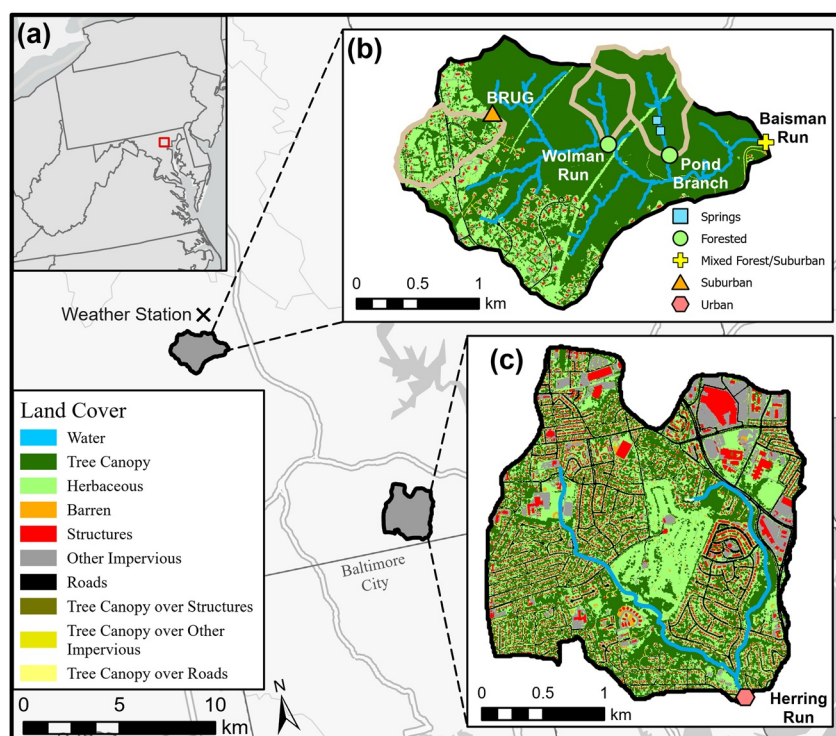 (a)
Weather Station
Baltimore
City
Land Cover
Water
Tree Canopy
Herbaceous
Barren
Structures
Other Impervious
Roads
Tree Canopy over Structures
Tree Canopy over Other
Impervious
Tree Canopy over Roads
0 5 10
km
N
(b)
BRUG
Wolman
Run
Pond
Branch
Baisman
Run
Springs
Forested
Mixed Forest/Suburban
Suburban
Urban
0 0.5 1
km
(c)
Herring
Run
0 0.5 1
km